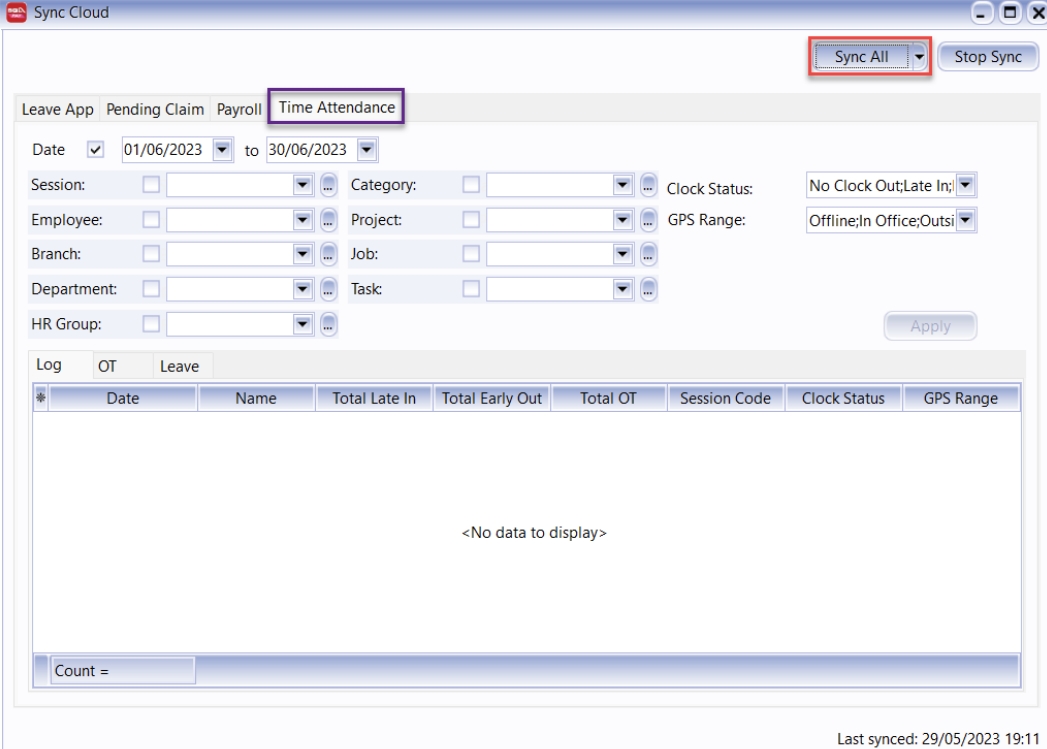 Sync Cloud
Sync All Stop Sync
Leave App Pending Claim Payroll Time Attendance
Date 01/06/2023 to 30/06/2023
Session: ... Category: ... Clock Status: No Clock Out;Late In;
Employee: ... Project: ... GPS Range: Offline;In Office;Outsi
Branch: ... Job: ...
Department: ... Task: ...
HR Group: ...
Apply
Log OT Leave
Date Name Total Late In Total Early Out Total OT Session Code Clock Status GPS Range
<No data to display>
Count =
Last synced: 29/05/2023 19:11